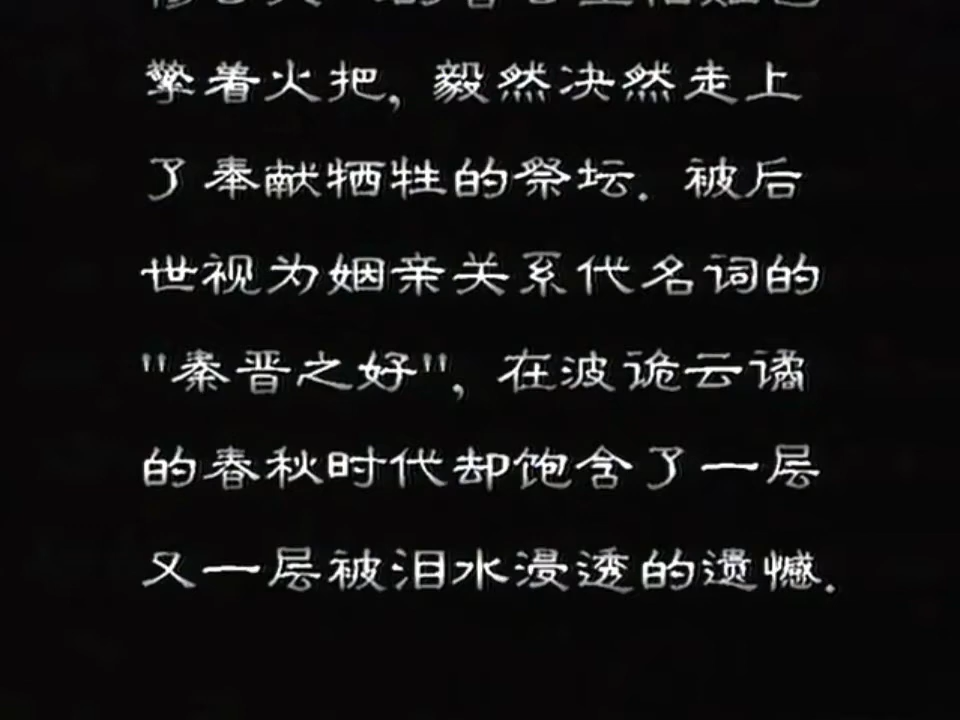 擎着火把, 毅然决然走上
了奉献牺牲的祭坛. 被后
世视为姻亲关系代名词的
"秦晋之好", 在波诡云谲
的春秋时代却饱含了一层
又一层被泪水浸透的遗憾.